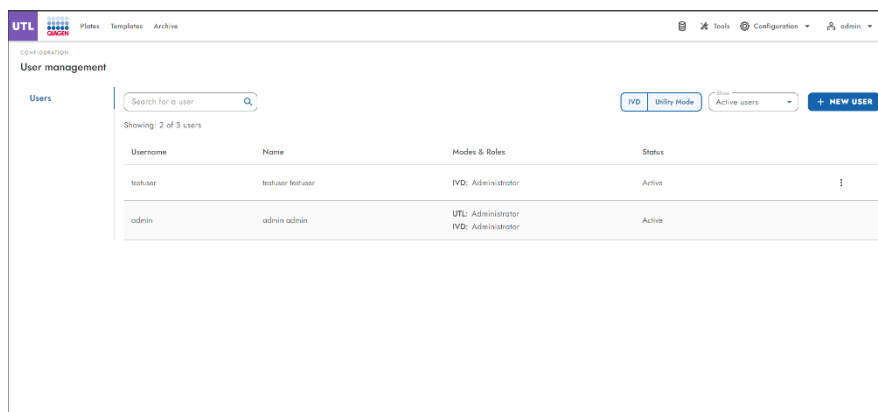 UTL QIAGEN Plates Templates Archive Tools Configuration admin
CONFIGURATION
User management
Users
Search for a user IVD Utility Mode Show Active users + NEW USER
Showing: 2 of 3 users
Username Name Modes & Roles Status
testuser testuser testuser IVD: Administrator Active
admin admin admin UTL: Administrator Active
IVD: Administrator